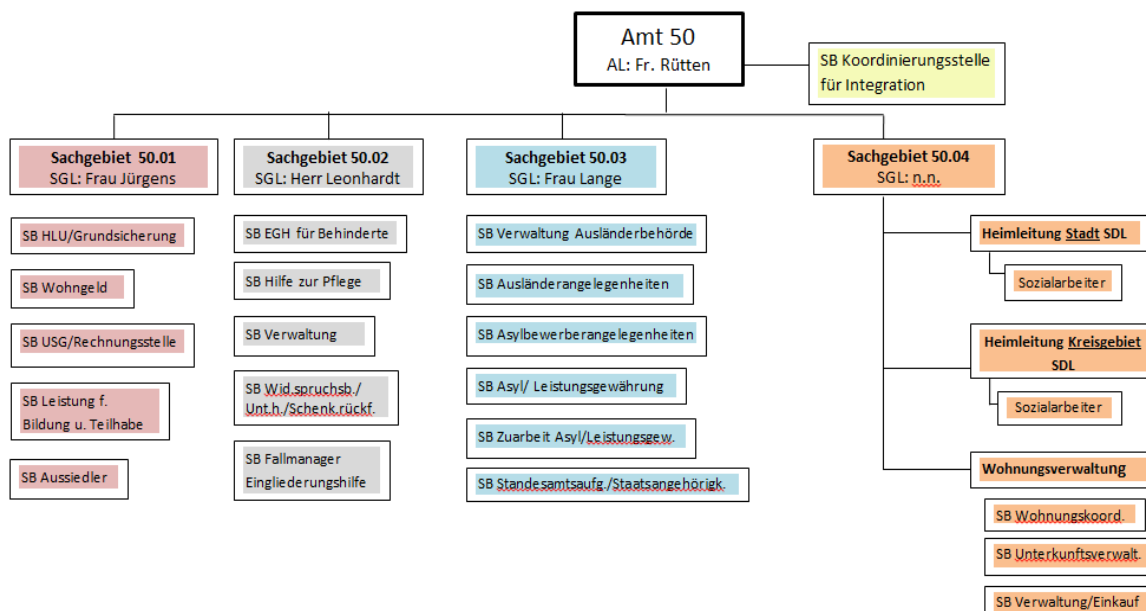 Amt 50
AL: Fr. Rütten
SB Koordinierungsstelle
für Integration
Sachgebiet 50.01
SGL: Frau Jürgens
SB HLU/Grundsicherung
SB Wohngeld
SB USG/Rechnungsstelle
SB Leistung f.
Bildung u. Teilhabe
SB Aussiedler
Sachgebiet 50.02
SGL: Herr Leonhardt
SB EGH für Behinderte
SB Hilfe zur Pflege
SB Verwaltung
SB Wid.spruchsb./
Unt.h./Schenk.rückf.
SB Fallmanager
Eingliederungshilfe
Sachgebiet 50.03
SGL: Frau Lange
SB Verwaltung Ausländerbehörde
SB Ausländerangelegenheiten
SB Asylbewerberangelegenheiten
SB Asyl/ Leistungsgewährung
SB Zuarbeit Asyl/Leistungsgew.
SB Standesamtsaufg./Staatsangehörigk.
Sachgebiet 50.04
SGL: n.n.
Heimleitung Stadt SDL
Sozialarbeiter
Heimleitung Kreisgebiet
SDL
Sozialarbeiter
Wohnungsverwaltung
SB Wohnungskoord.
SB Unterkunftsverwalt.
SB Verwaltung/Einkauf